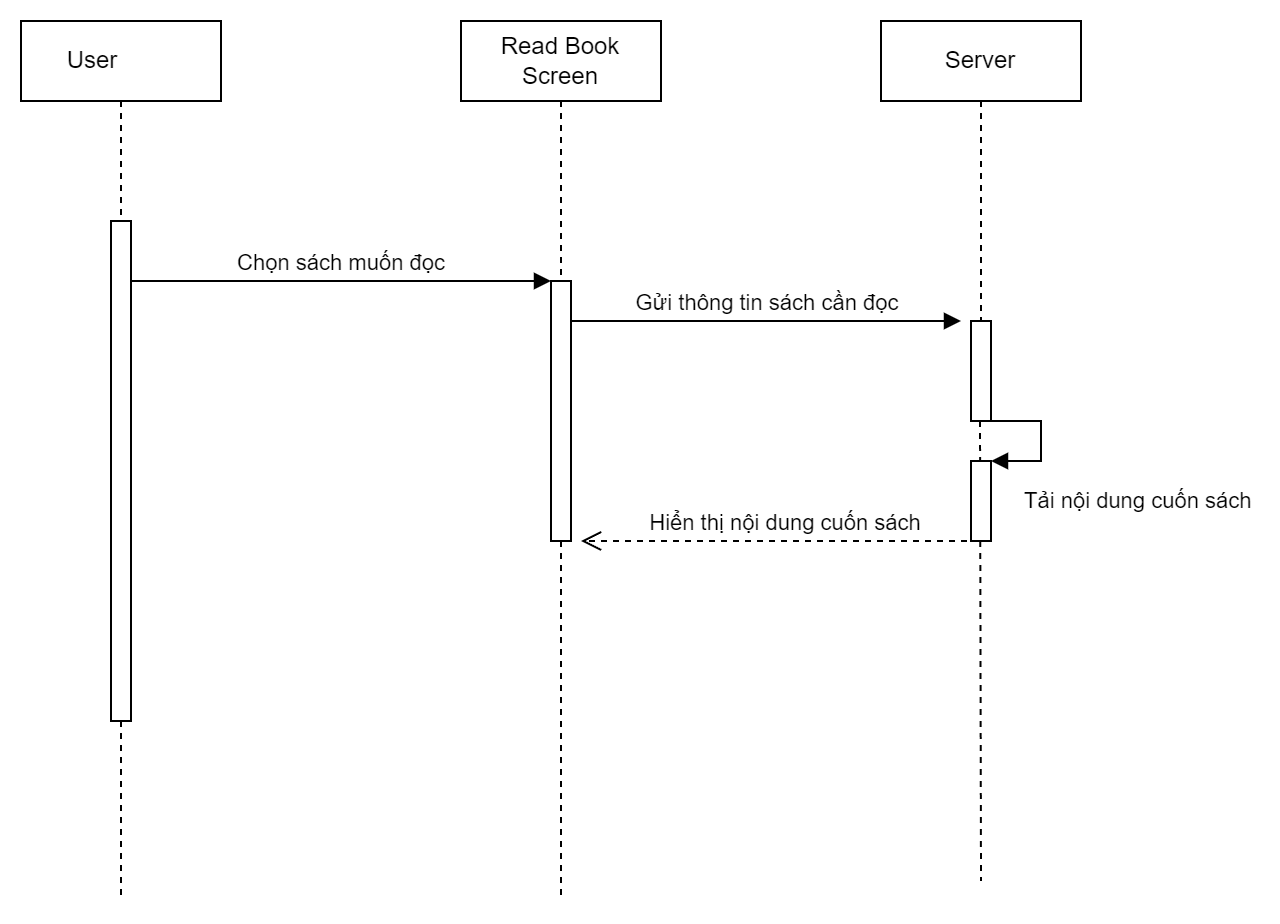 User
Read Book
Screen
Server
Chọn sách muốn đọc
Gửi thông tin sách cần đọc
Tải nội dung cuốn sách
Hiển thị nội dung cuốn sách